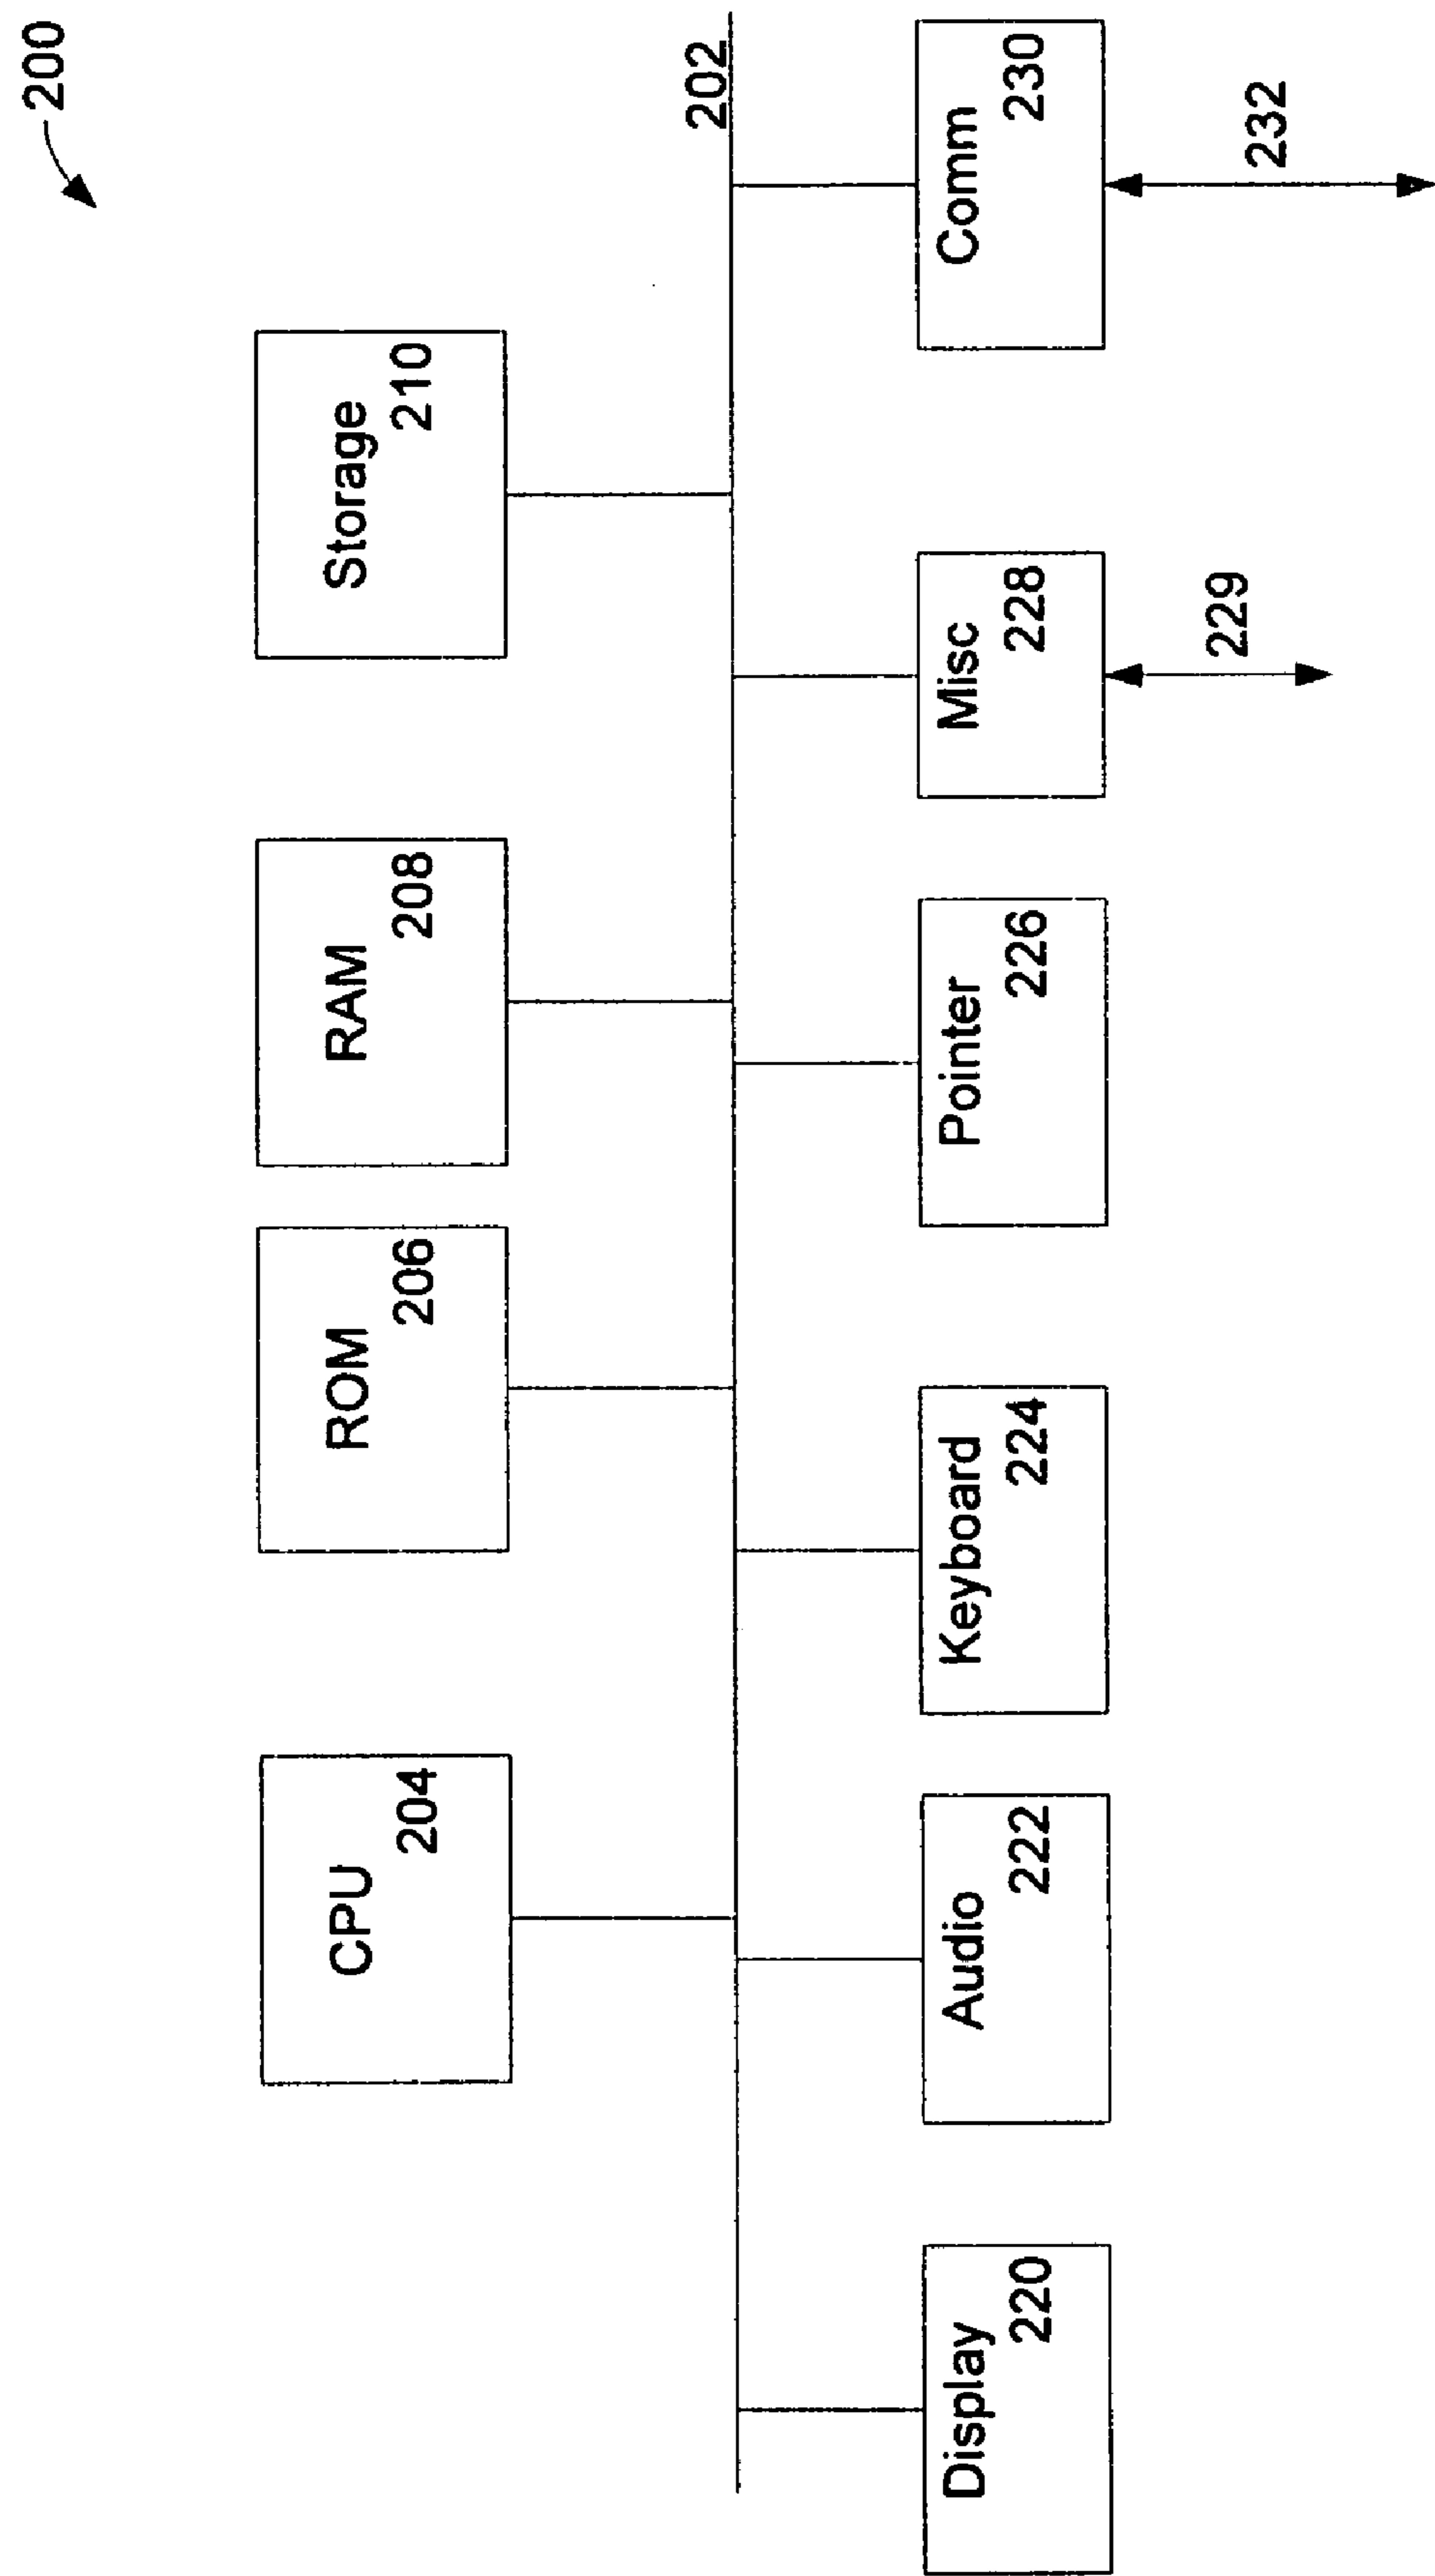 200
CPU
204
ROM
206
RAM
208
Storage
210
202
Display
220
Audio
222
Keyboard
224
Pointer
226
Misc
228
Comm
230
229
232